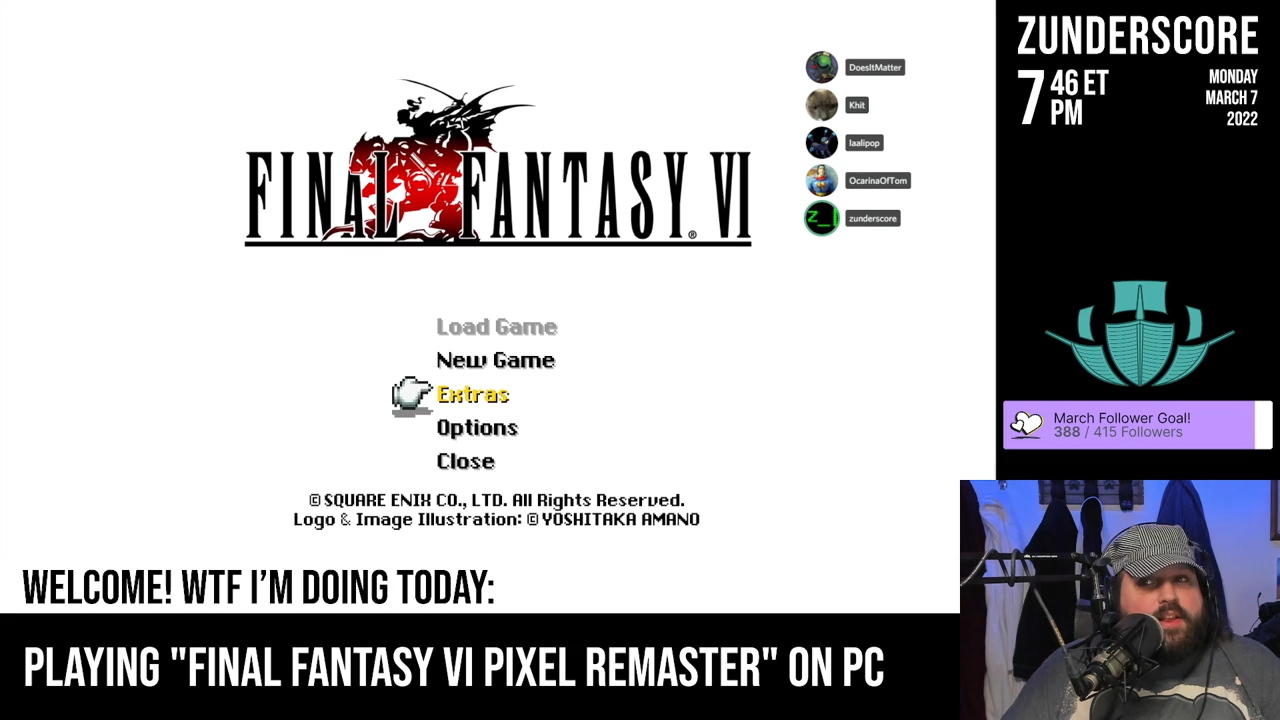 FINAL FANTASY VI
®
DoesItMatter
Khit
laalipop
OcarinaOfTom
Z_
zunderscore
Load Game
New Game
Extras
Options
Close
© SQUARE ENIX CO., LTD. All Rights Reserved.
Logo & Image Illustration: © YOSHITAKA AMANO
ZUNDERSCORE
7 46 ET
PM
MONDAY
MARCH 7
2022
March Follower Goal!
388 / 415 Followers
WELCOME! WTF I'M DOING TODAY:
PLAYING "FINAL FANTASY VI PIXEL REMASTER" ON PC